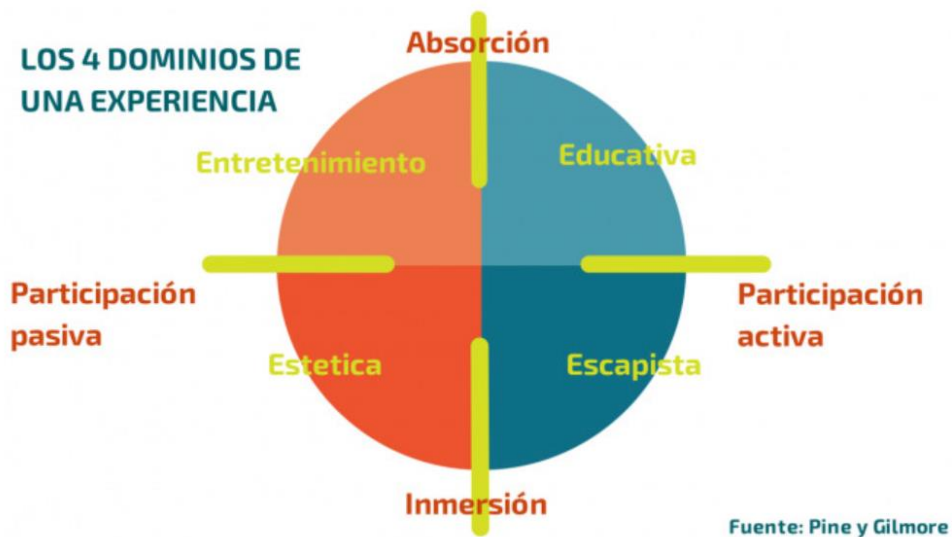 LOS 4 DOMINIOS DE
UNA EXPERIENCIA
Absorción
Entretenimiento
Educativa
Participación
pasiva
Participación
activa
Estetica
Escapista
Inmersión
Fuente: Pine y Gilmore